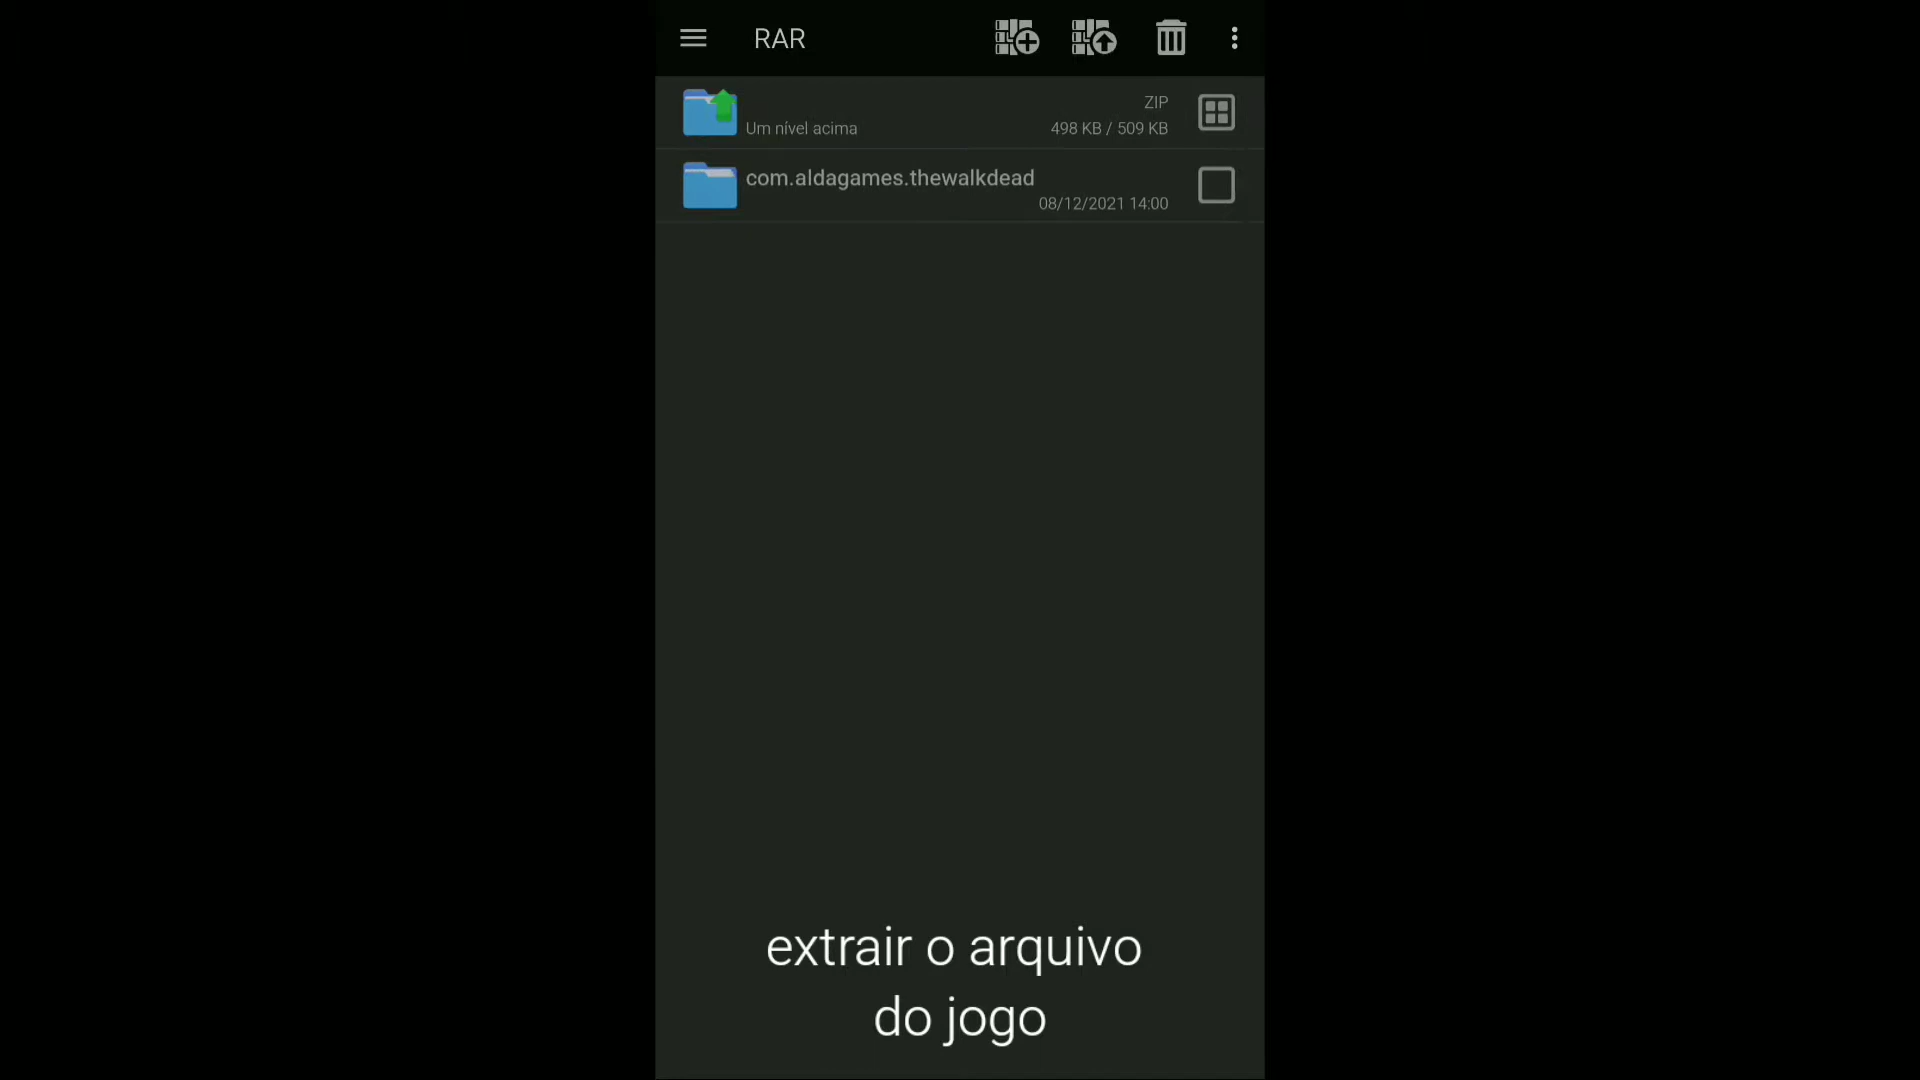 RAR
ZIP
Um nível acima
498 KB / 509 KB
com.aldagames.thewalkdead
08/12/2021 14:00
extrair o arquivo
do jogo